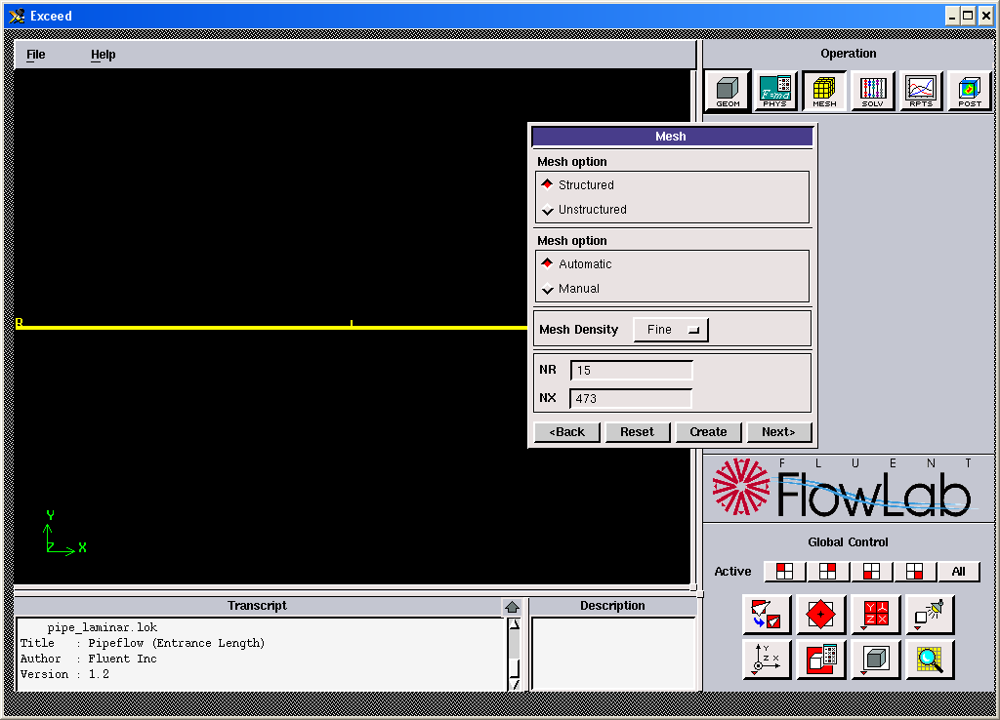 Exceed
File Help
Operation
GEOM PHYS MESH SOLV RPTS POST
F=ma
Mesh
Mesh option
Structured
Unstructured
Mesh option
Automatic
Manual
Mesh Density Fine
NR 15
NX 473
<Back Reset Create Next>
R
Y
Z X
FLUENT
FlowLab
Global Control
Active All
Transcript
pipe_laminar.lok
Title : Pipeflow (Entrance Length)
Author : Fluent Inc
Version : 1.2
Description
Y
Z X
Y
Z X